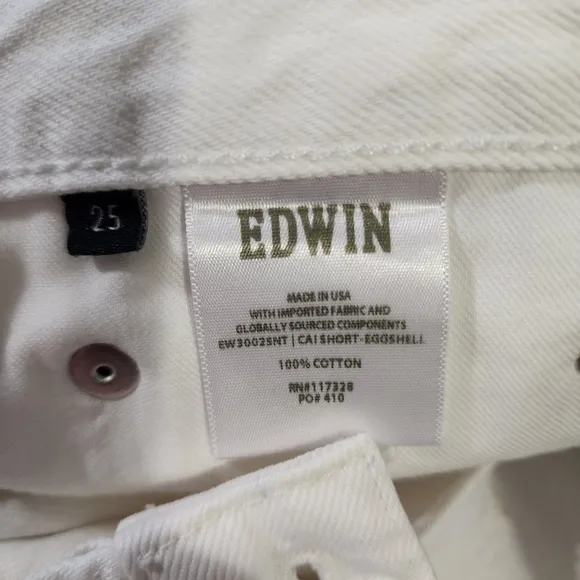 25
EDWIN
MADE IN USA
WITH IMPORTED FABRIC AND
GLOBALLY SOURCED COMPONENTS
EW3002SNT | CAI SHORT-EGGSHELL
100% COTTON
RN#117328
PO# 410